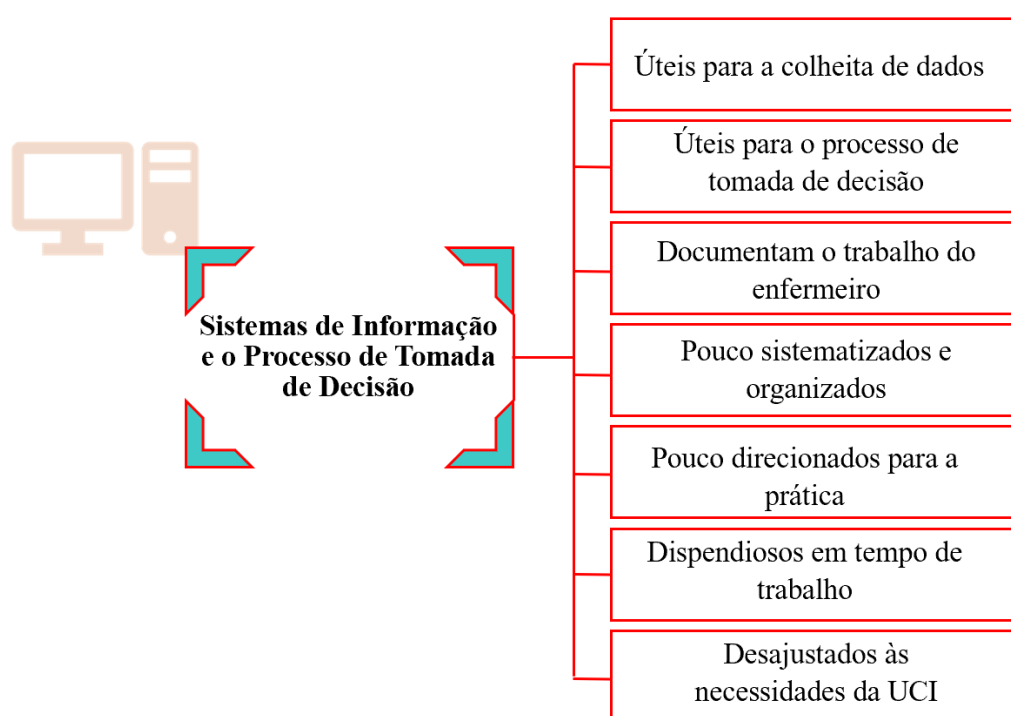 Sistemas de Informação
e o Processo de Tomada
de Decisão
Úteis para a colheita de dados
Úteis para o processo de
tomada de decisão
Documentam o trabalho do
enfermeiro
Pouco sistematizados e
organizados
Pouco direcionados para a
prática
Dispendiosos em tempo de
trabalho
Desajustados às
necessidades da UCI